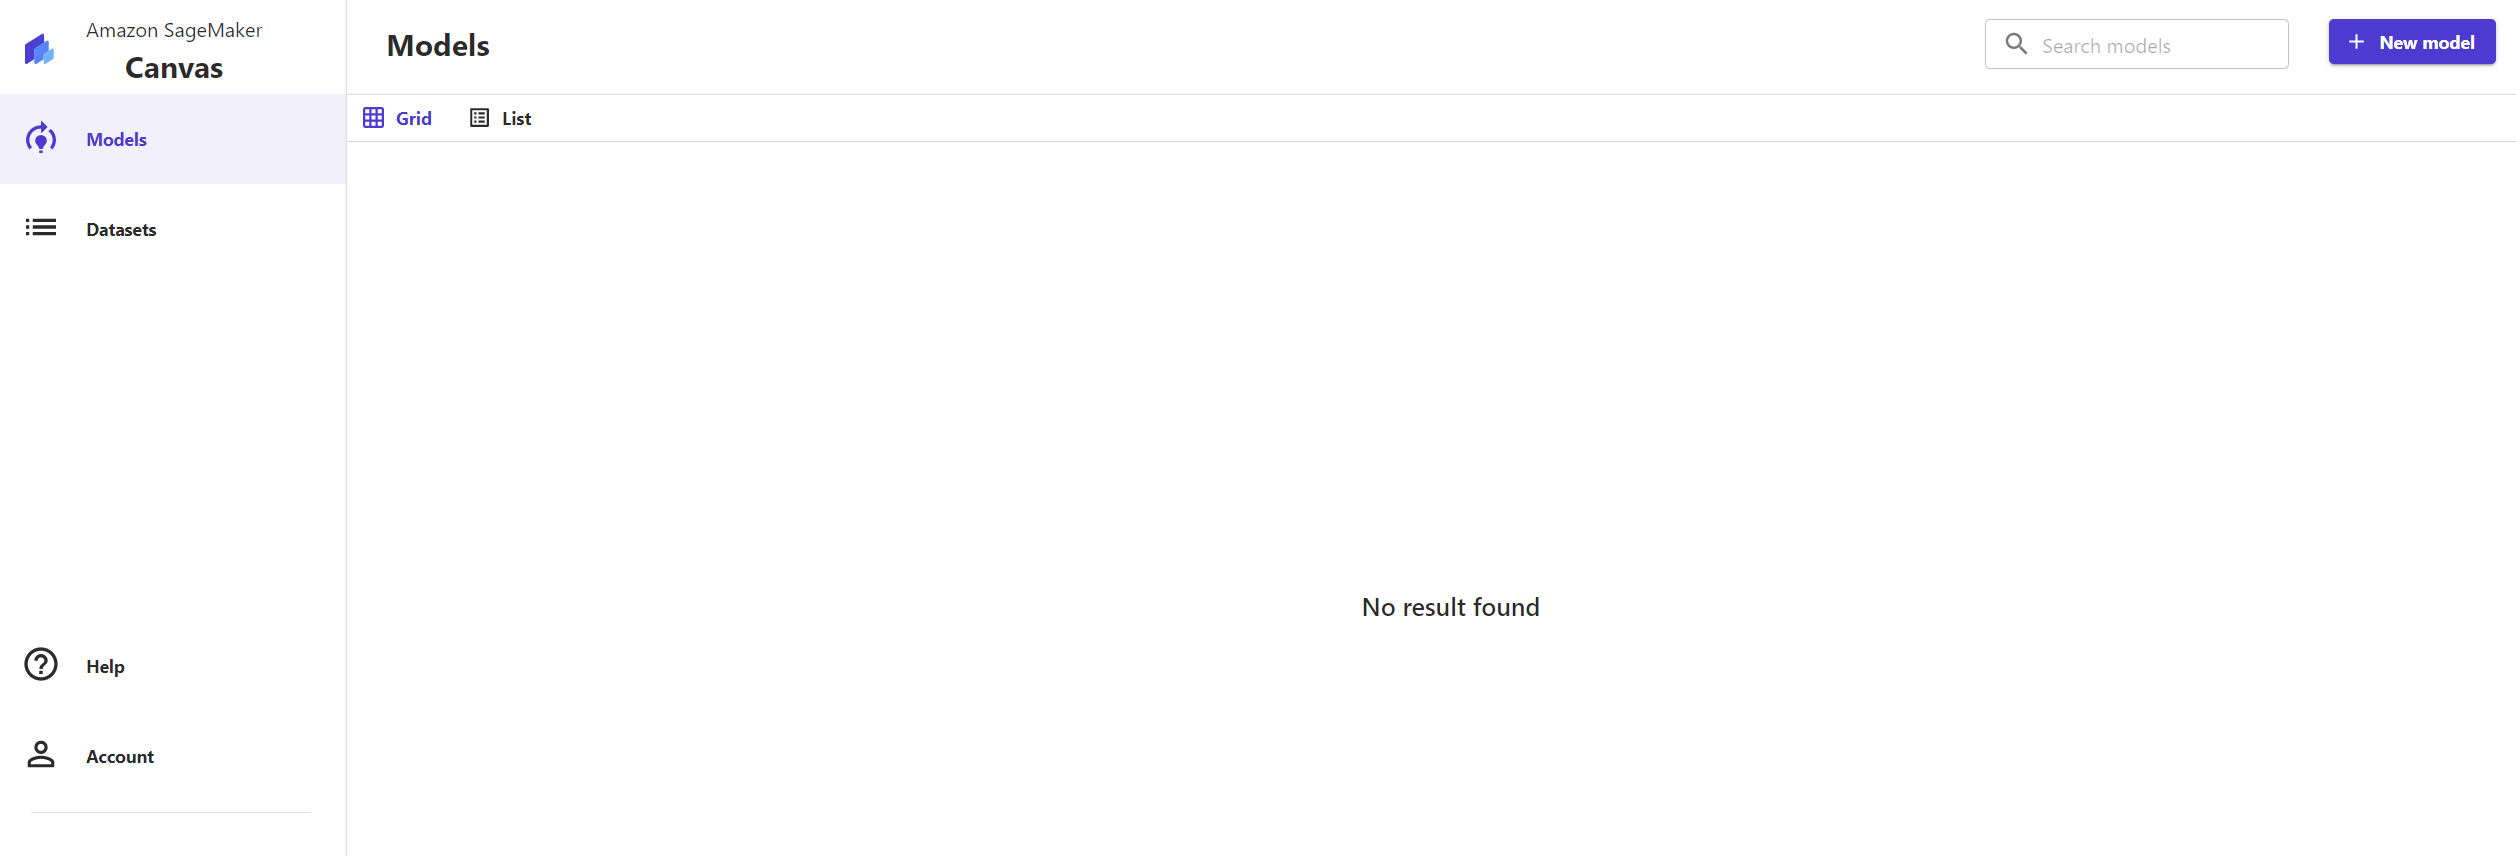 Amazon SageMaker
Canvas
Models
Datasets
Help
Account
Models
Search models
New model
Grid
List
No result found